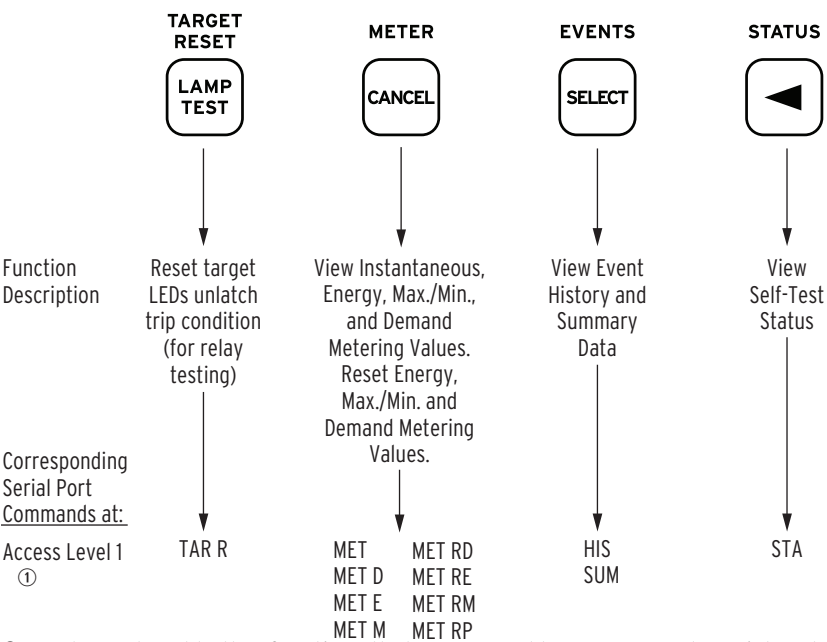 TARGET RESET
METER
EVENTS
STATUS
LAMP TEST
CANCEL
SELECT
Function Description
Reset target
LEDs unlatch
trip condition
(for relay
testing)
View Instantaneous,
Energy, Max./Min.,
and Demand
Metering Values.
Reset Energy,
Max./Min. and
Demand Metering
Values.
View Event
History and
Summary
Data
View
Self-Test
Status
Corresponding
Serial Port
Commands at:
Access Level 1
①
TAR R
MET MET RD
MET D MET RE
MET E MET RM
MET M MET RP
HIS
SUM
STA